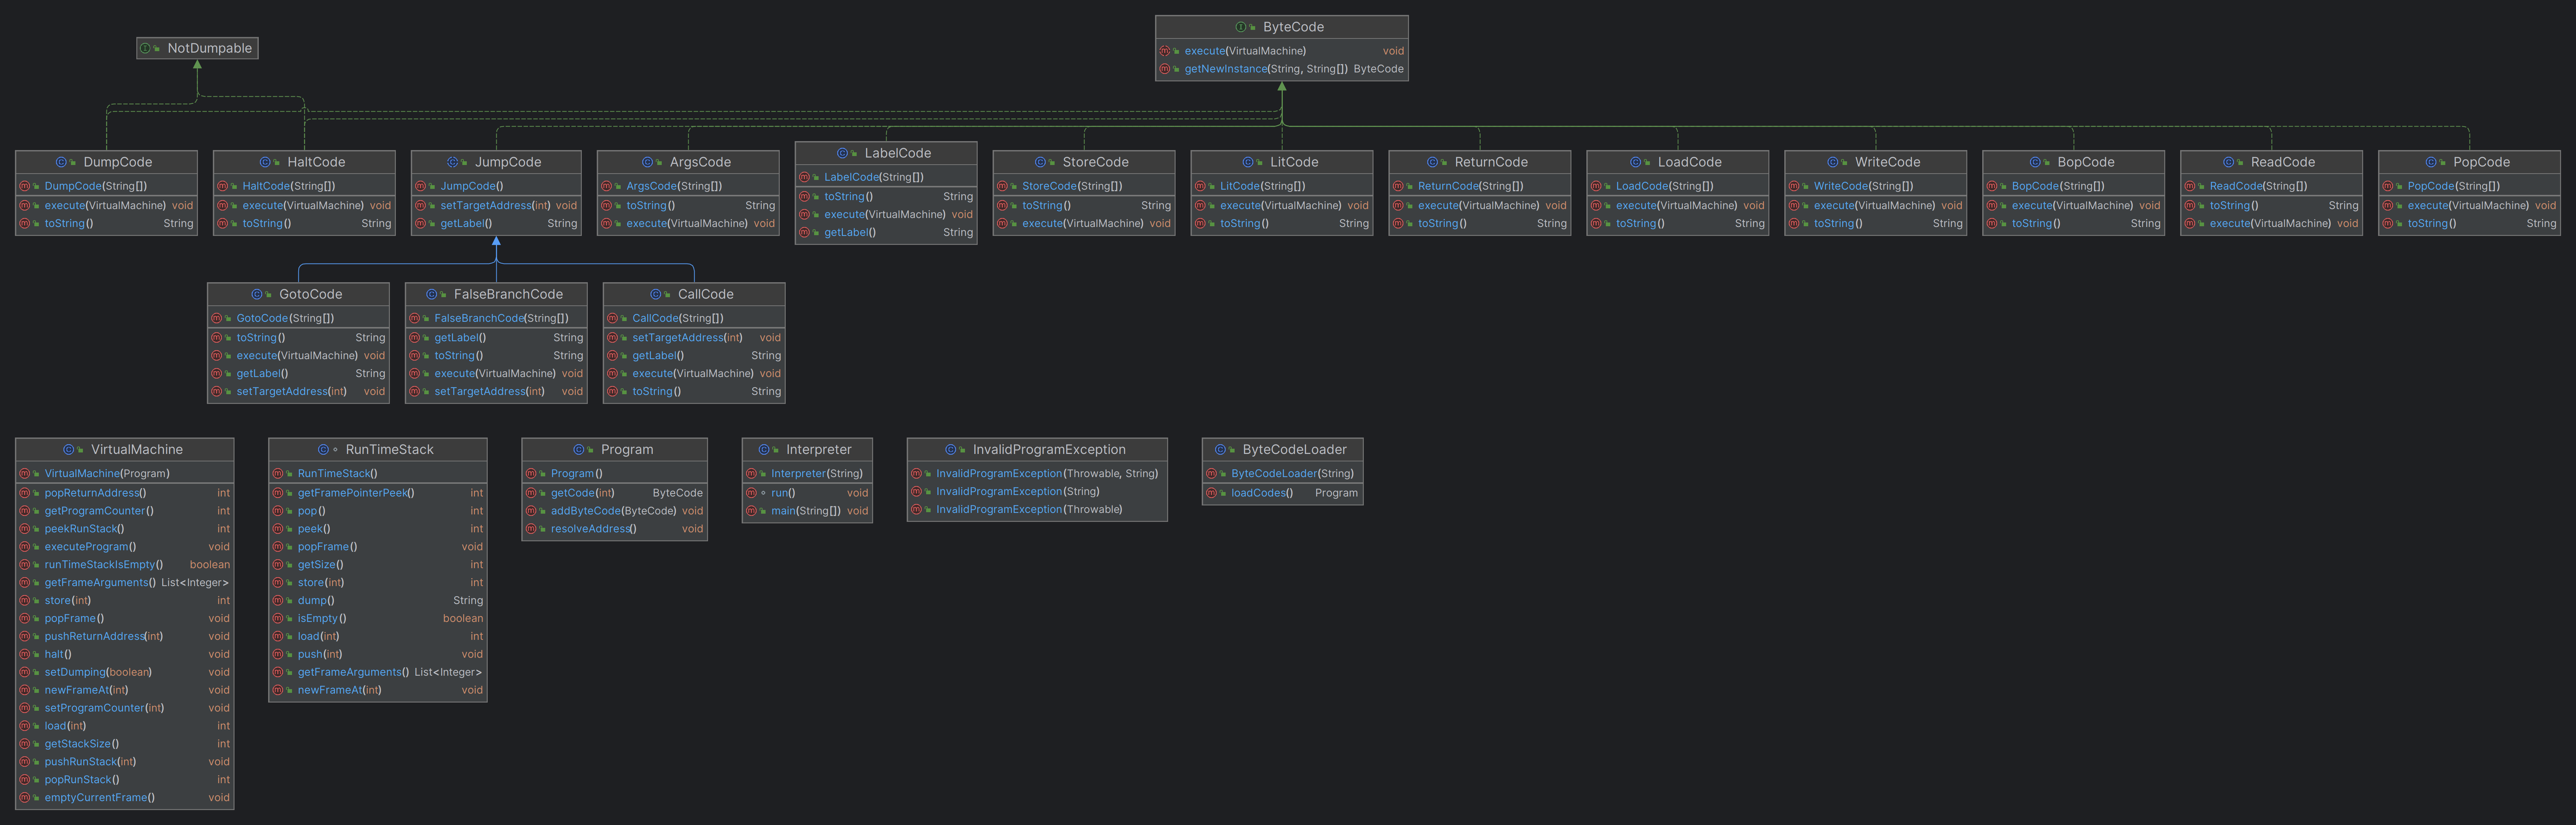 NotDumpable
ByteCode
execute(VirtualMachine) void
getNewInstance(String, String[]) ByteCode
DumpCode
DumpCode(String[])
execute(VirtualMachine) void
toString() String
HaltCode
HaltCode(String[])
execute(VirtualMachine) void
toString() String
JumpCode
JumpCode()
setTargetAddress(int) void
getLabel() String
ArgsCode
ArgsCode(String[])
toString() String
execute(VirtualMachine) void
LabelCode
LabelCode(String[])
toString() String
execute(VirtualMachine) void
getLabel() String
StoreCode
StoreCode(String[])
toString() String
execute(VirtualMachine) void
LitCode
LitCode(String[])
execute(VirtualMachine) void
toString() String
ReturnCode
ReturnCode(String[])
execute(VirtualMachine) void
toString() String
LoadCode
LoadCode(String[])
execute(VirtualMachine) void
toString() String
WriteCode
WriteCode(String[])
execute(VirtualMachine) void
toString() String
BopCode
BopCode(String[])
execute(VirtualMachine) void
toString() String
ReadCode
ReadCode(String[])
toString() String
execute(VirtualMachine) void
PopCode
PopCode(String[])
execute(VirtualMachine) void
toString() String
GotoCode
GotoCode(String[])
toString() String
execute(VirtualMachine) void
getLabel() String
setTargetAddress(int) void
FalseBranchCode
FalseBranchCode(String[])
getLabel() String
toString() String
execute(VirtualMachine) void
setTargetAddress(int) void
CallCode
CallCode(String[])
setTargetAddress(int) void
getLabel() String
execute(VirtualMachine) void
toString() String
VirtualMachine
VirtualMachine(Program)
popReturnAddress() int
getProgramCounter() int
peekRunStack() int
executeProgram() void
runTimeStackIsEmpty() boolean
getFrameArguments() List<Integer>
store(int) int
popFrame() void
pushReturnAddress(int) void
halt() void
setDumping(boolean) void
newFrameAt(int) void
setProgramCounter(int) void
load(int) int
getStackSize() int
pushRunStack(int) void
popRunStack() int
emptyCurrentFrame() void
RunTimeStack
RunTimeStack()
getFramePointerPeek() int
pop() int
peek() int
popFrame() void
getSize() int
store(int) int
dump() String
isEmpty() boolean
load(int) int
push(int) void
getFrameArguments() List<Integer>
newFrameAt(int) void
Program
Program()
getCode(int) ByteCode
addByteCode(ByteCode) void
resolveAddress() void
Interpreter
Interpreter(String)
run() void
main(String[]) void
InvalidProgramException
InvalidProgramException(Throwable, String)
InvalidProgramException(String)
InvalidProgramException(Throwable)
ByteCodeLoader
ByteCodeLoader(String)
loadCodes() Program